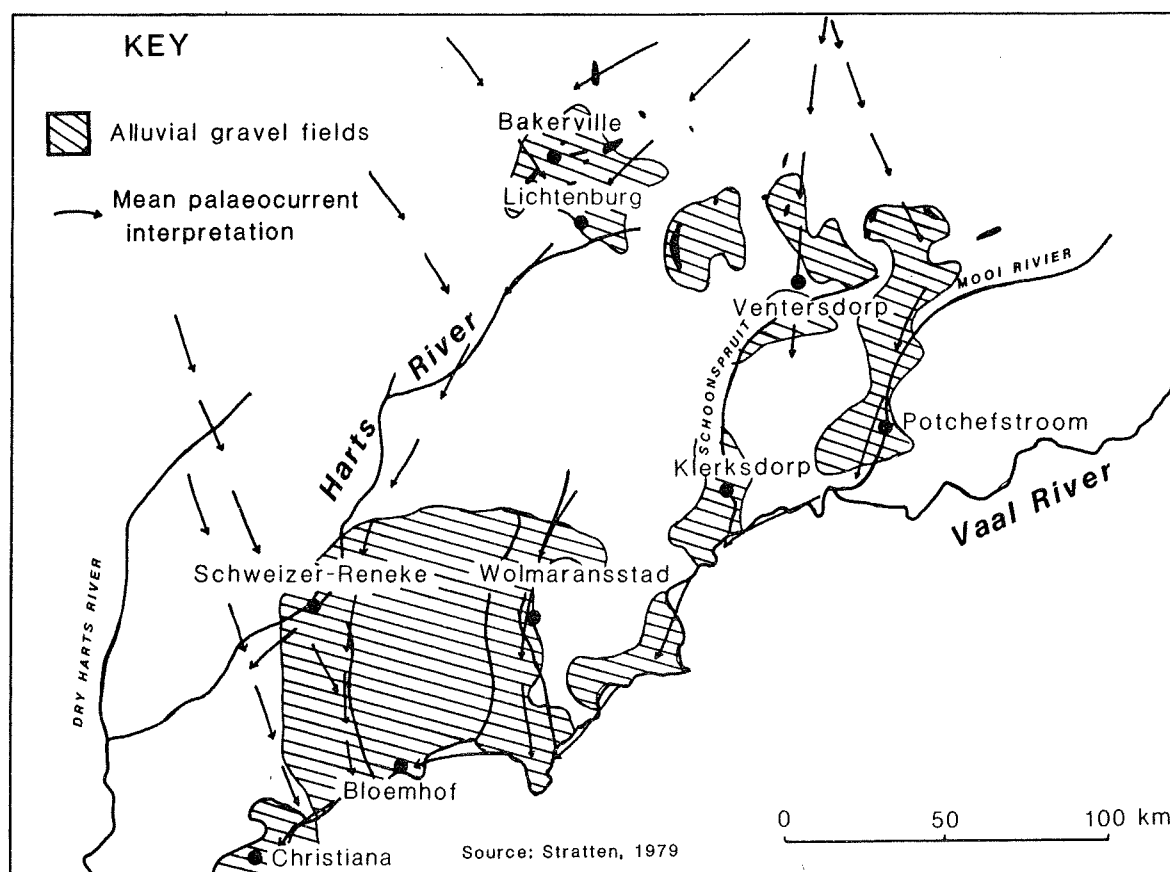 KEY
Alluvial gravel fields
Mean palaeocurrent
interpretation
Bakerville
Lichtenburg
MOOI RIVIER
Ventersdorp
Harts River
SCHOONSPRUIT
Potchefstroom
Klerksdorp
Vaal River
Schweizer-Reneke
Wolmaransstad
DRY HARTS RIVER
Bloemhof
Christiana
0 50 100 km
Source: Stratten, 1979